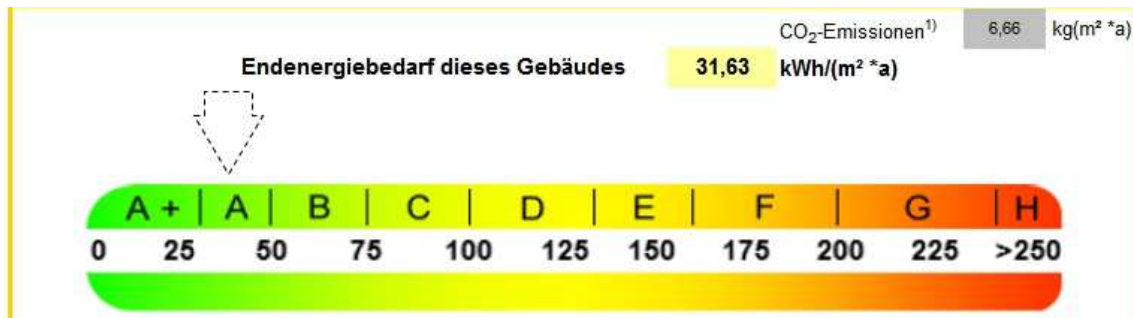 CO₂-Emissionen¹⁾ 6,66 kg(m² *a)
Endenergiebedarf dieses Gebäudes 31,63 kWh/(m² *a)
A + | A | B | C | D | E | F | G | H
0 25 50 75 100 125 150 175 200 225 >250